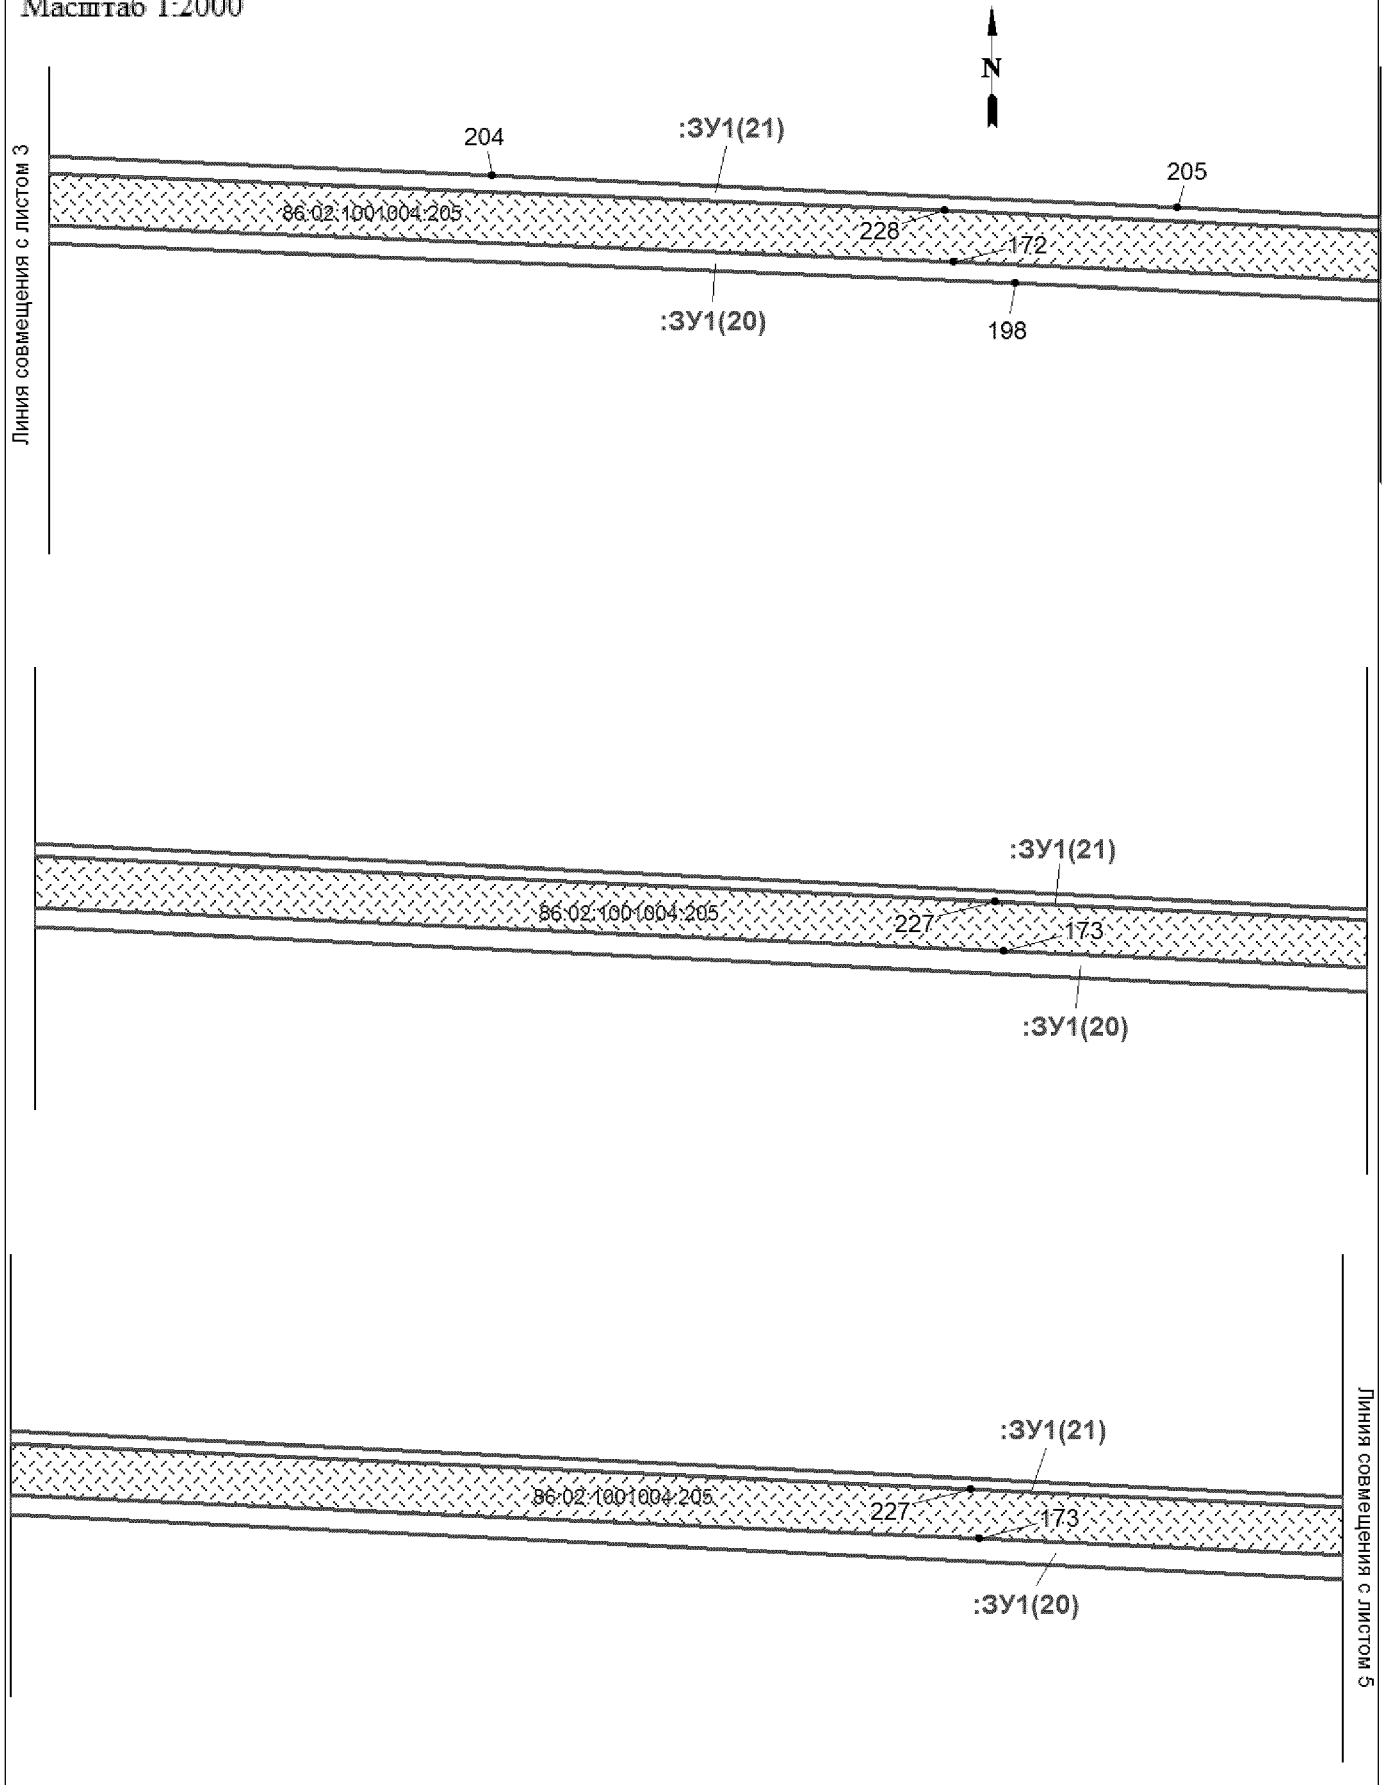 Масштаб 1:2000
N
Линия совмещения с листом 3
204
:ЗУ1(21)
205
86:02:1001004:205
228
172
:ЗУ1(20)
198
:ЗУ1(21)
86:02:1001004:205
227
173
:ЗУ1(20)
:ЗУ1(21)
86:02:1001004:205
227
173
:ЗУ1(20)
Линия совмещения с листом 5